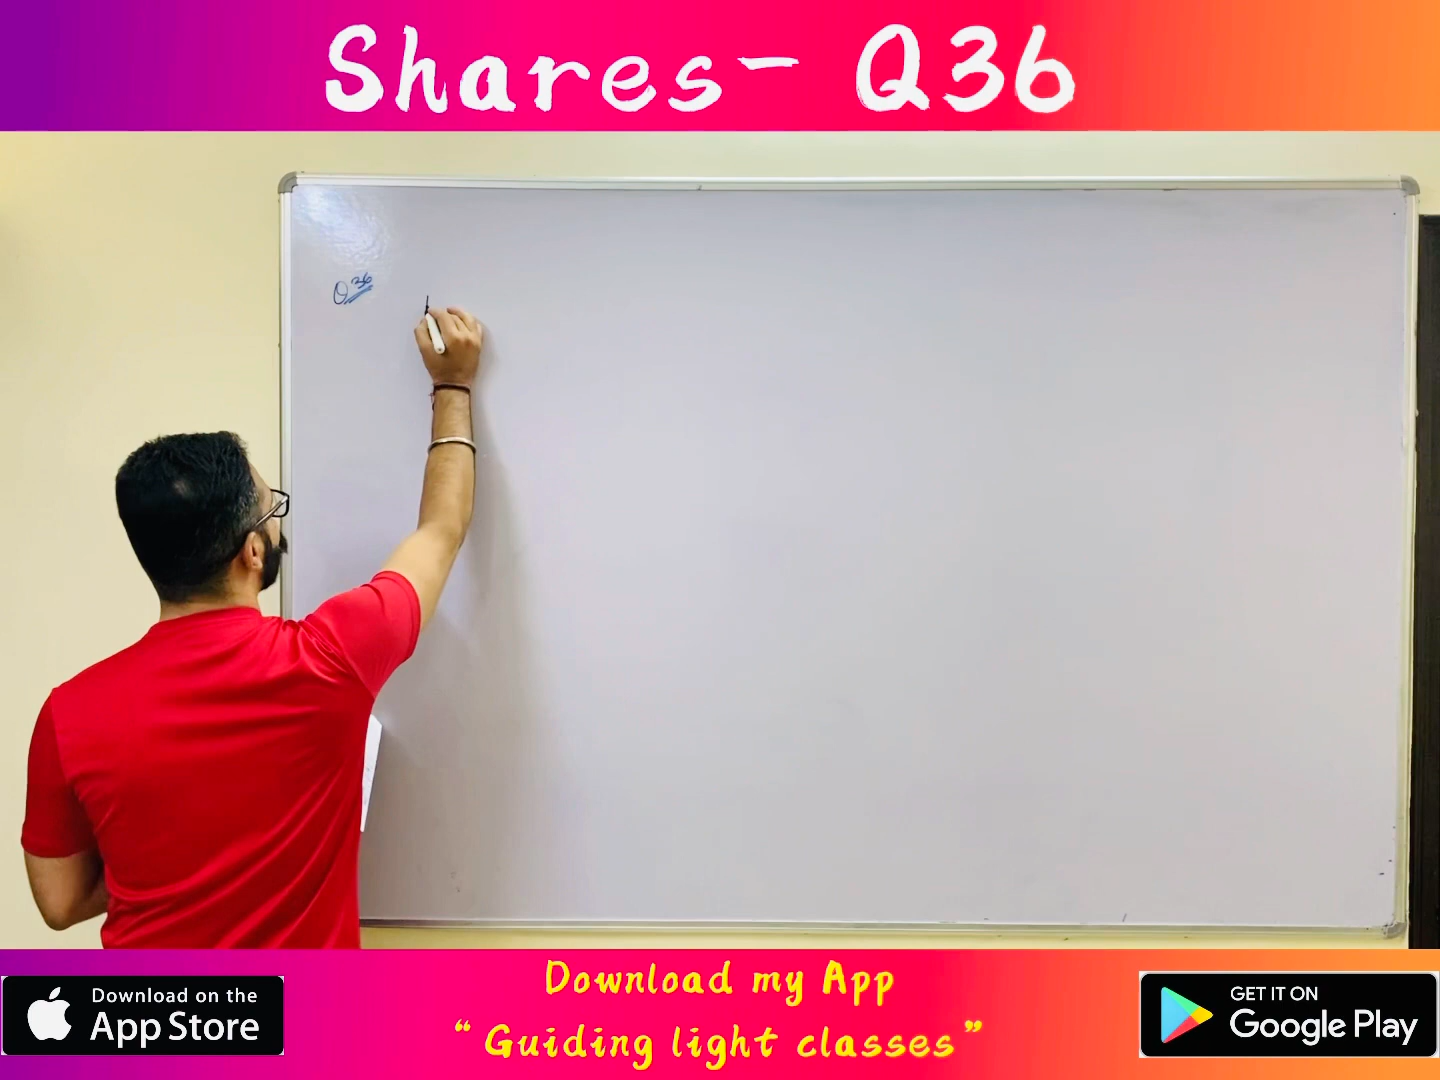 Shares- Q36
Q36
Download my App
“Guiding light classes”
Download on the
App Store
GET IT ON
Google Play